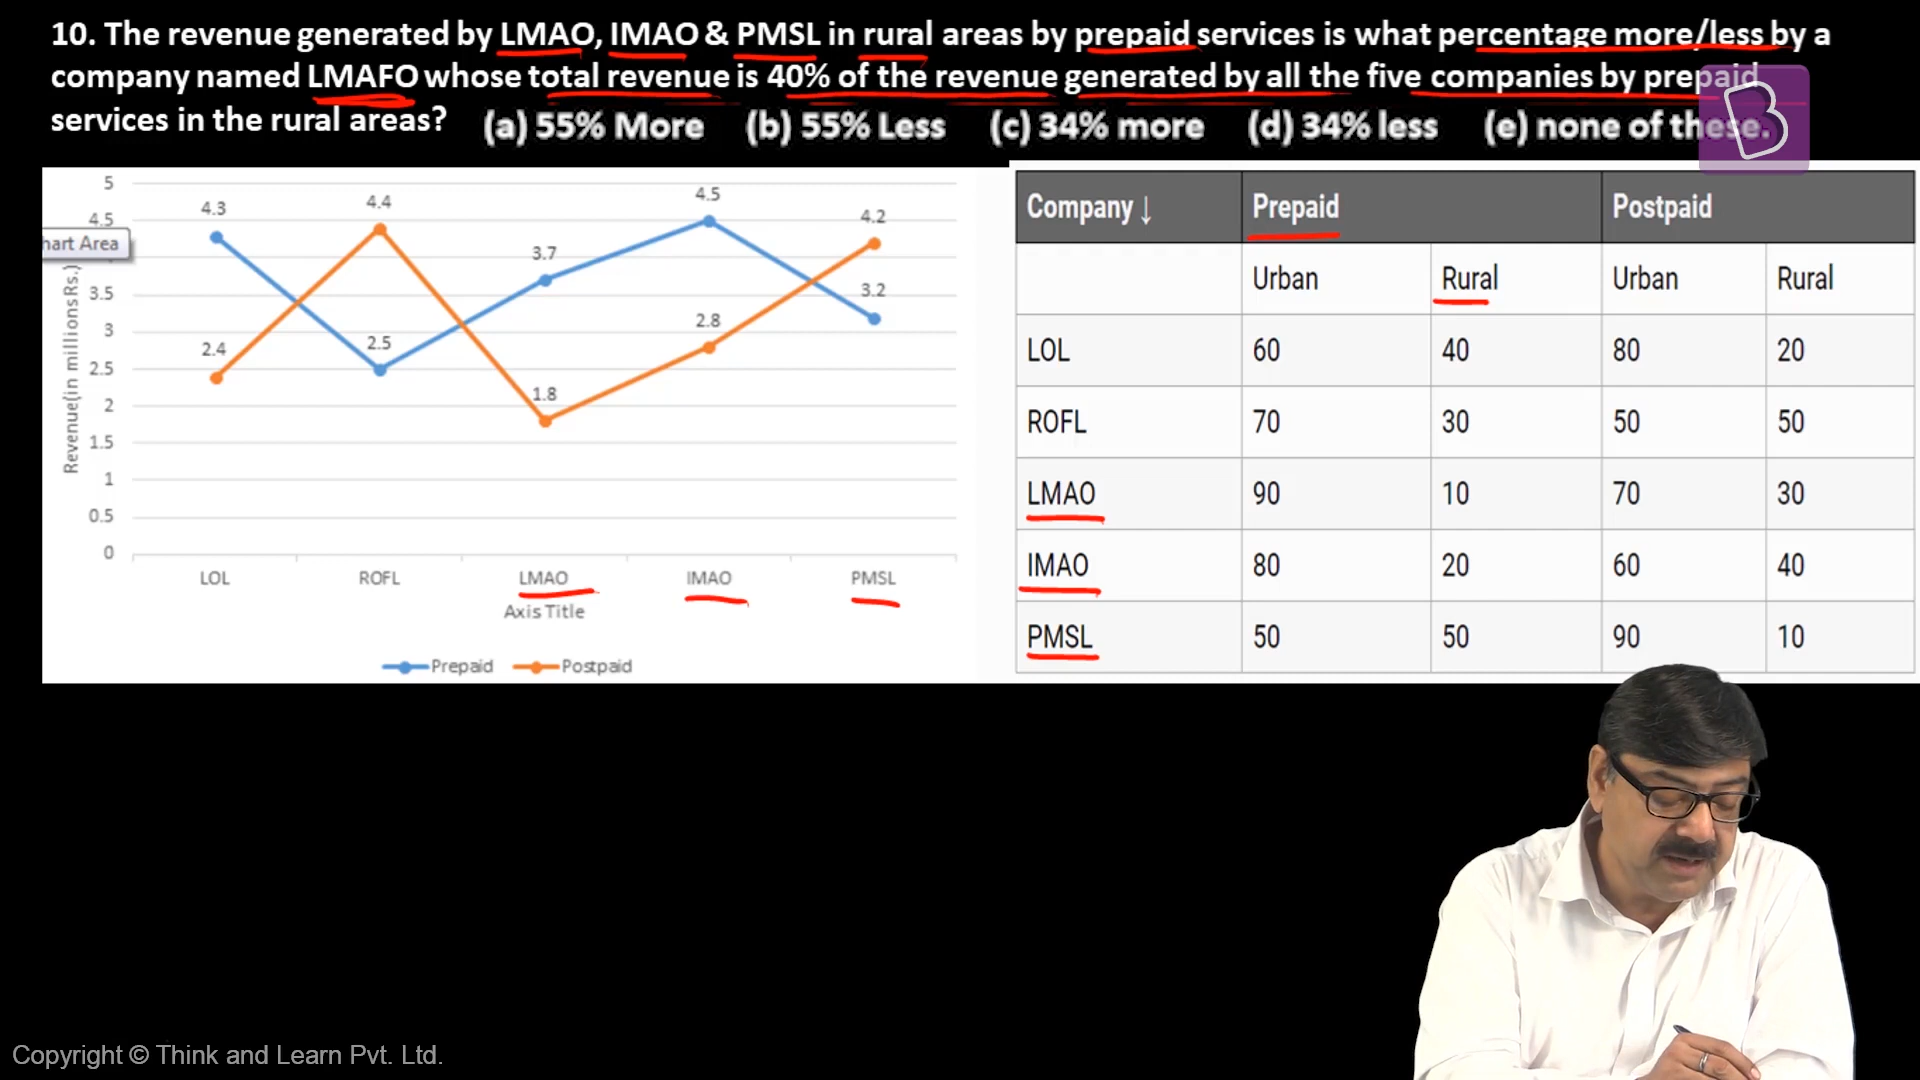 10. The revenue generated by LMAO, IMAO & PMSL in rural areas by prepaid services is what percentage more/less by a
company named LMAFO whose total revenue is 40% of the revenue generated by all the five companies by prepaid
services in the rural areas? (a) 55% More (b) 55% Less (c) 34% more (d) 34% less (e) none of these.
B
5
4.5
3.5
3
2.5
2
1.5
1
0.5
0
hart Area
Revenue(in millionsRs.)
4.3 4.4 3.7 4.5 4.2
2.4 2.5 1.8 2.8 3.2
LOL ROFL LMAO IMAO PMSL
Axis Title
Prepaid Postpaid
Company ↓ Prepaid Postpaid
Urban Rural Urban Rural
LOL 60 40 80 20
ROFL 70 30 50 50
LMAO 90 10 70 30
IMAO 80 20 60 40
PMSL 50 50 90 10
Copyright © Think and Learn Pvt. Ltd.